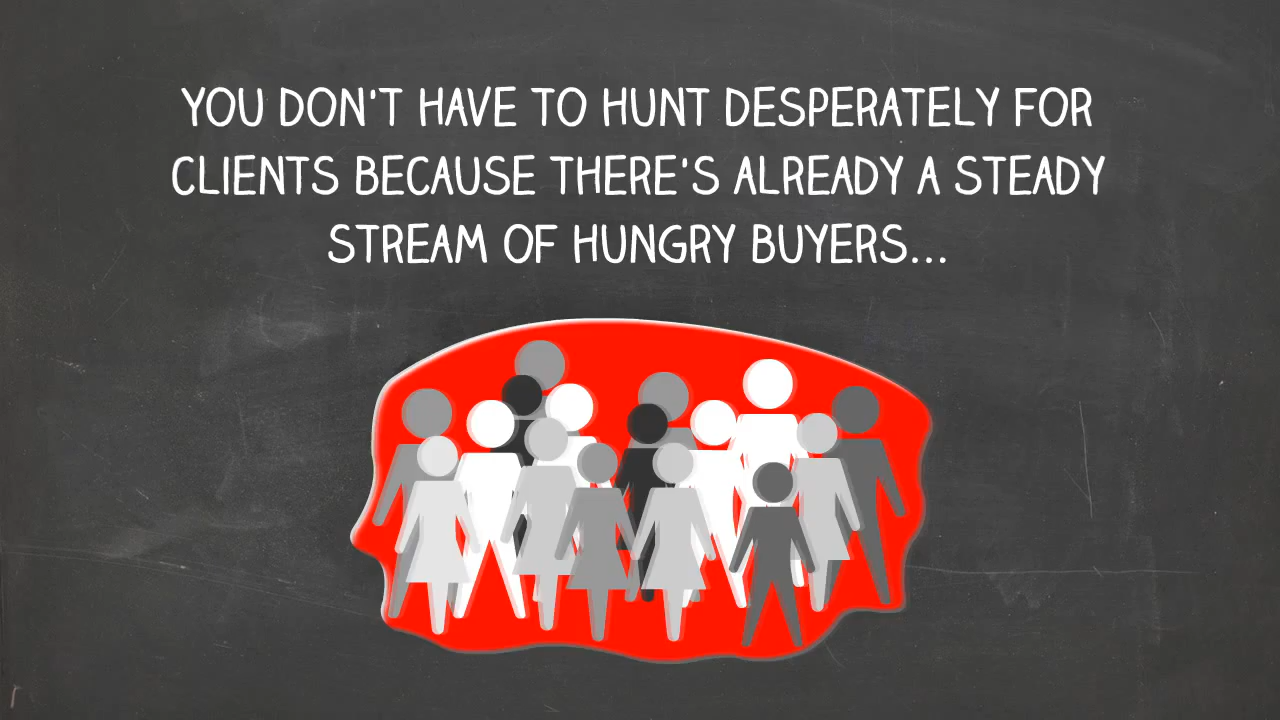 YOU DON'T HAVE TO HUNT DESPERATELY FOR
CLIENTS BECAUSE THERE'S ALREADY A STEADY
STREAM OF HUNGRY BUYERS...